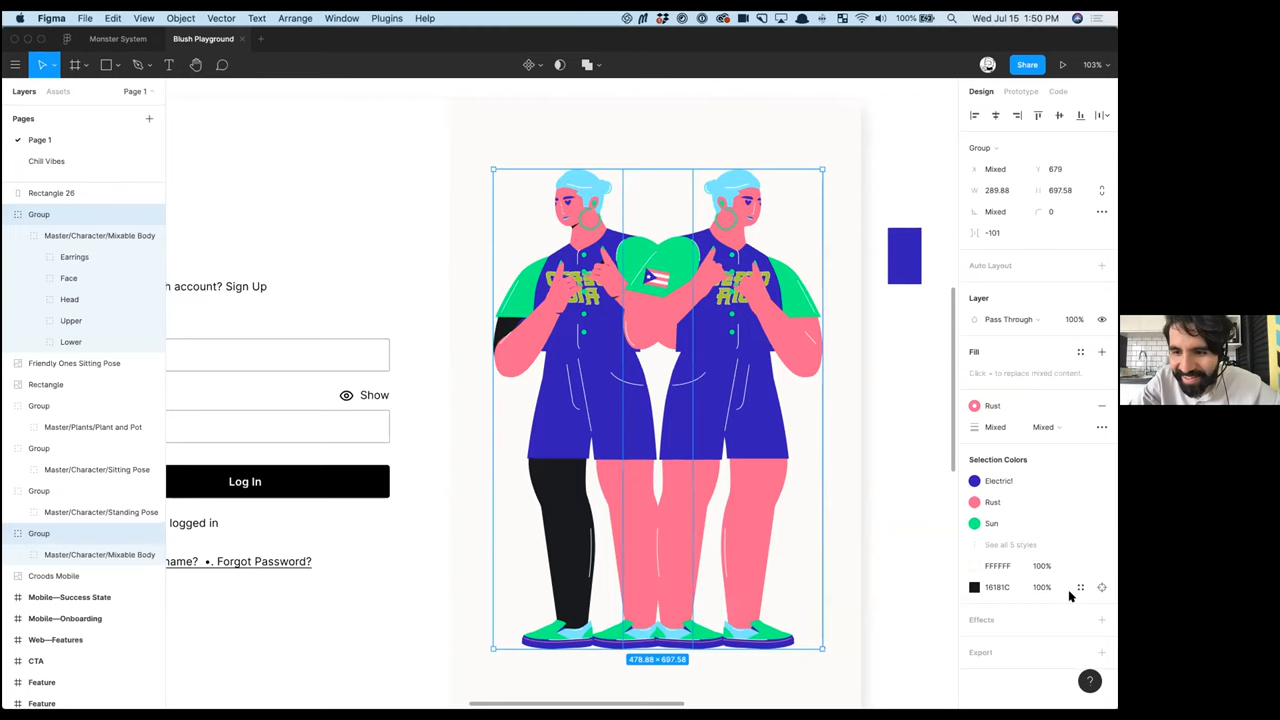 Figma File Edit View Object Vector Text Arrange Window Plugins Help 100% Wed Jul 15 1:50 PM
Monster System Blush Playground
Share 103%
Layers Assets Page 1
Pages
Page 1
Chill Vibes
Rectangle 26
Group
Master/Character/Mixable Body
Earrings
Face
Head
Upper
Lower
Friendly Ones Sitting Pose
Rectangle
Group
Master/Plants/Plant and Pot
Group
Master/Character/Sitting Pose
Group
Master/Character/Standing Pose
Group
Master/Character/Mixable Body
Croods Mobile
Mobile—Success State
Mobile—Onboarding
Web—Features
CTA
Feature
Feature
h account? Sign Up
Show
Log In
logged in
name? •. Forgot Password?
478.88 × 697.58
Design Prototype Code
Group
X Mixed Y 679
W 289.88 H 697.58
Mixed 0
-101
Auto Layout
Layer
Pass Through 100%
Fill
Click + to replace mixed content.
Rust
Mixed Mixed
Selection Colors
Electric!
Rust
Sun
See all 5 styles
FFFFFF 100%
16181C 100%
Effects
Export
?